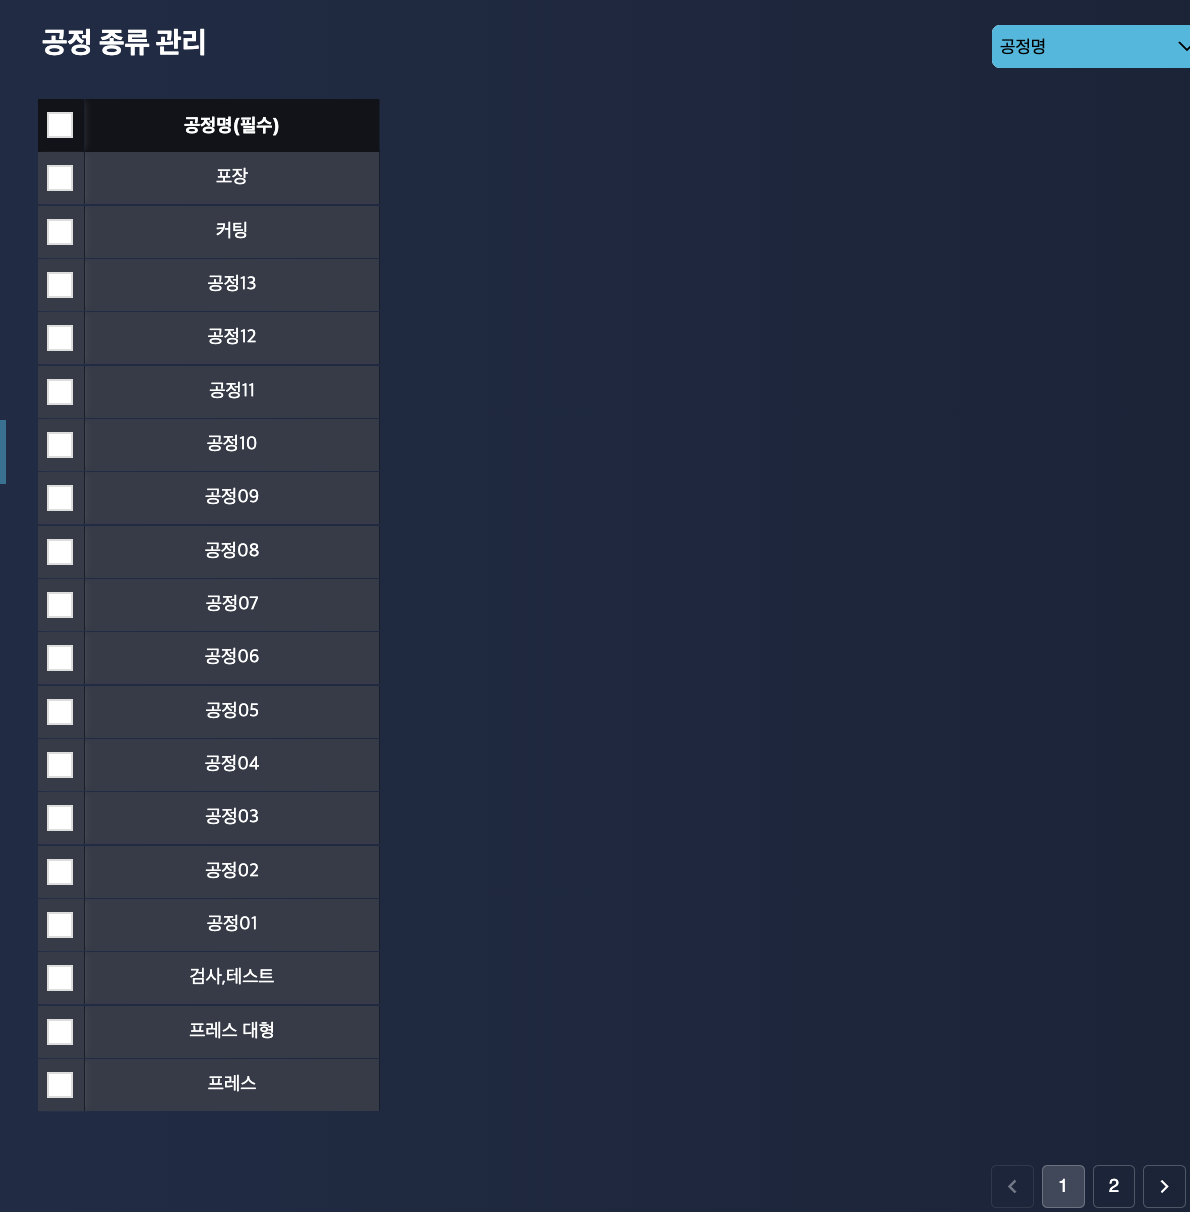 공정 종류 관리
공정명
공정명(필수)
포장
커팅
공정13
공정12
공정11
공정10
공정09
공정08
공정07
공정06
공정05
공정04
공정03
공정02
공정01
검사,테스트
프레스 대형
프레스
1 2